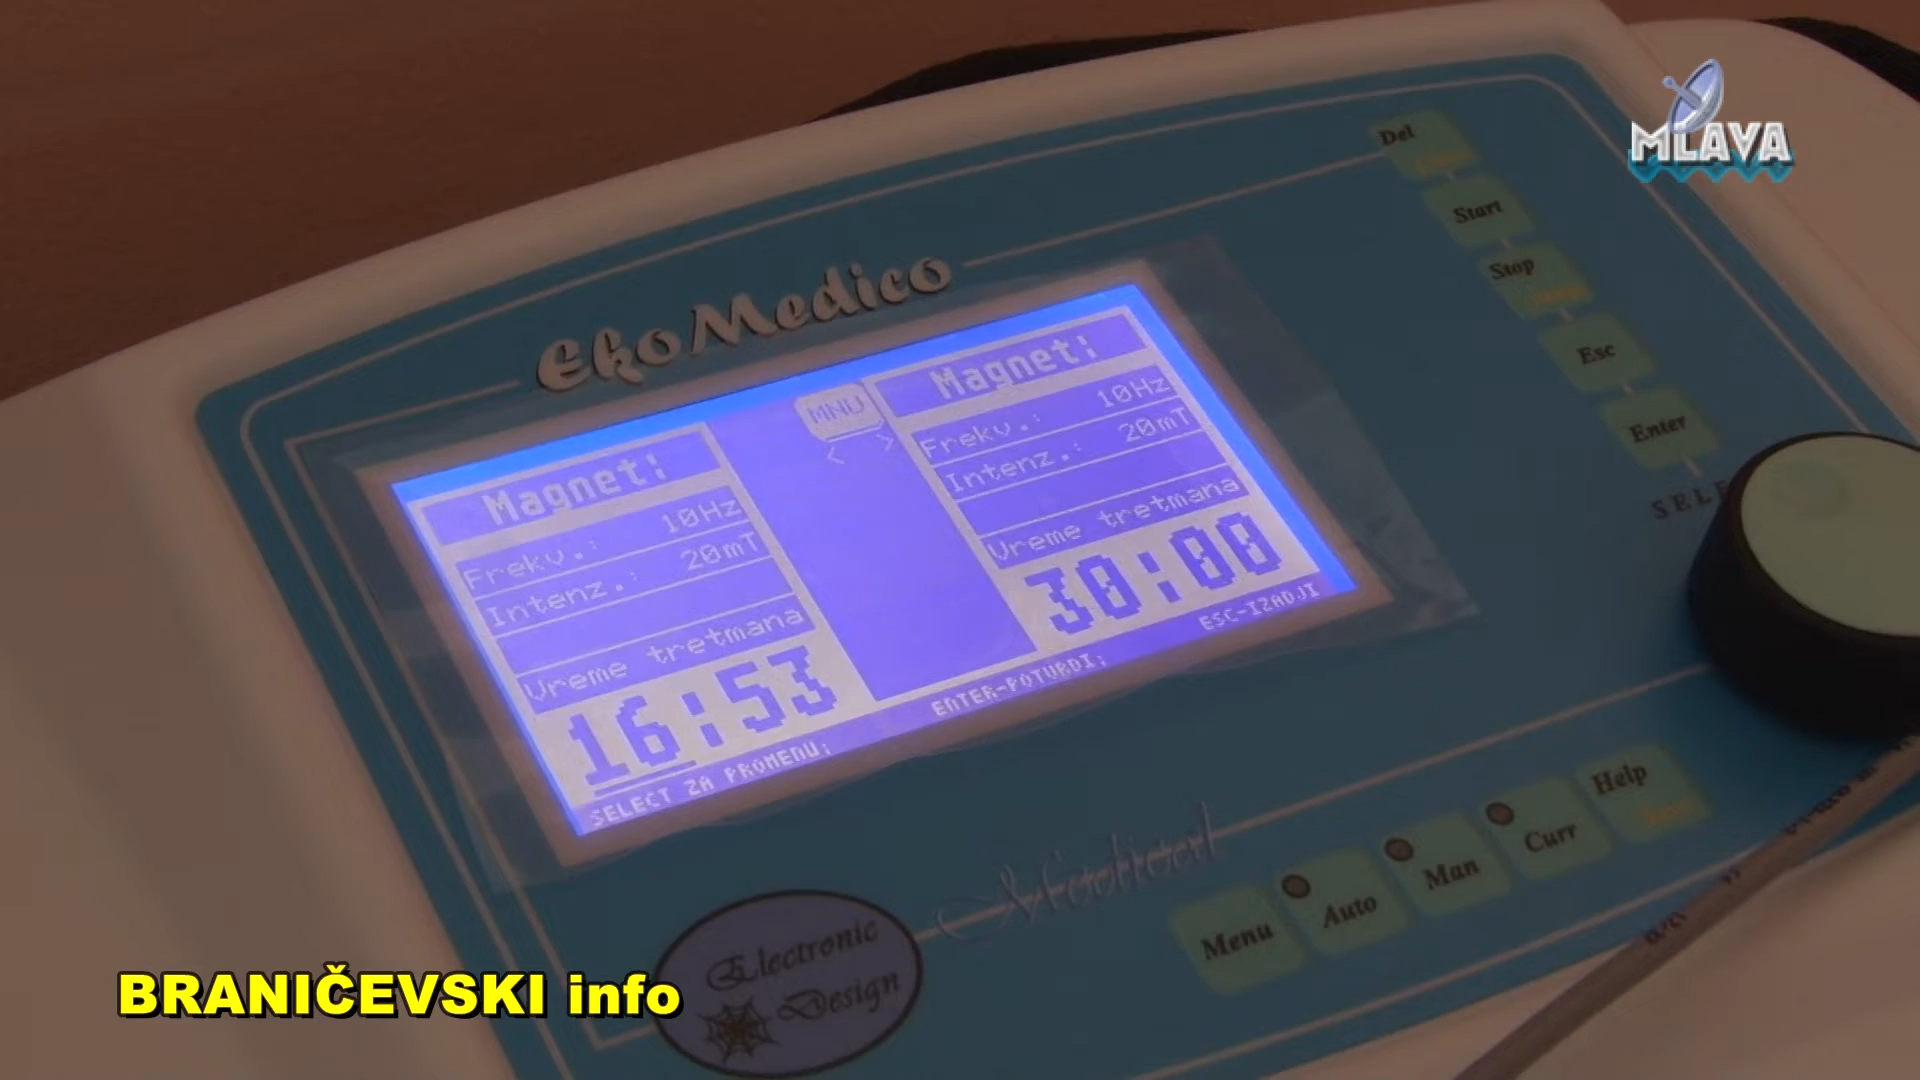 MLAVA
EkoMedico
Magnet:
Frekv.: 10Hz
Intenz.: 20mT
Vreme tretmana
16:53
MNU
< >
Magnet:
Frekv.: 10Hz
Intenz.: 20mT
Vreme tretmana
30:00
SELECT ZA PROMENU; ENTER-POTVRDI; ESC-IZADJI
Del
Start
Stop
Esc
Enter
Medical
Menu
Auto
Man
Curr
Help
Electronic
Design
BRANIČEVSKI info